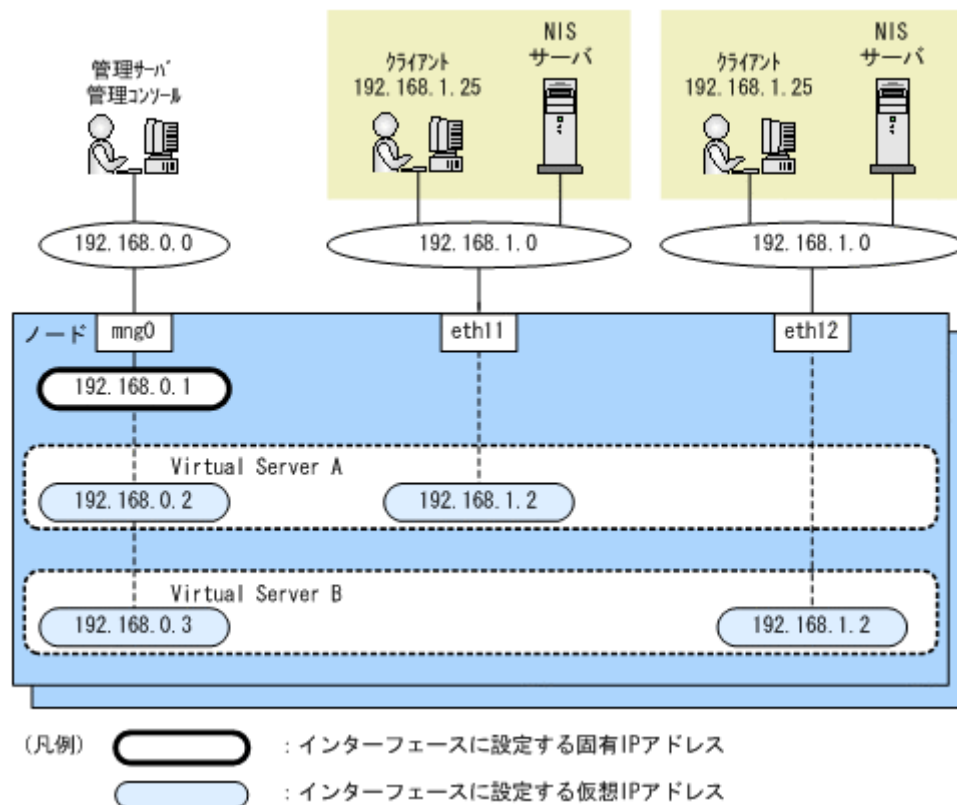 管理サーバ
管理コンソール
クライアント
192.168.1.25
NIS
サーバ
クライアント
192.168.1.25
NIS
サーバ
192.168.0.0
192.168.1.0
192.168.1.0
ノード
mng0
eth11
eth12
192.168.0.1
Virtual Server A
192.168.0.2
192.168.1.2
Virtual Server B
192.168.0.3
192.168.1.2
(凡例)
：インターフェースに設定する固有IPアドレス
：インターフェースに設定する仮想IPアドレス